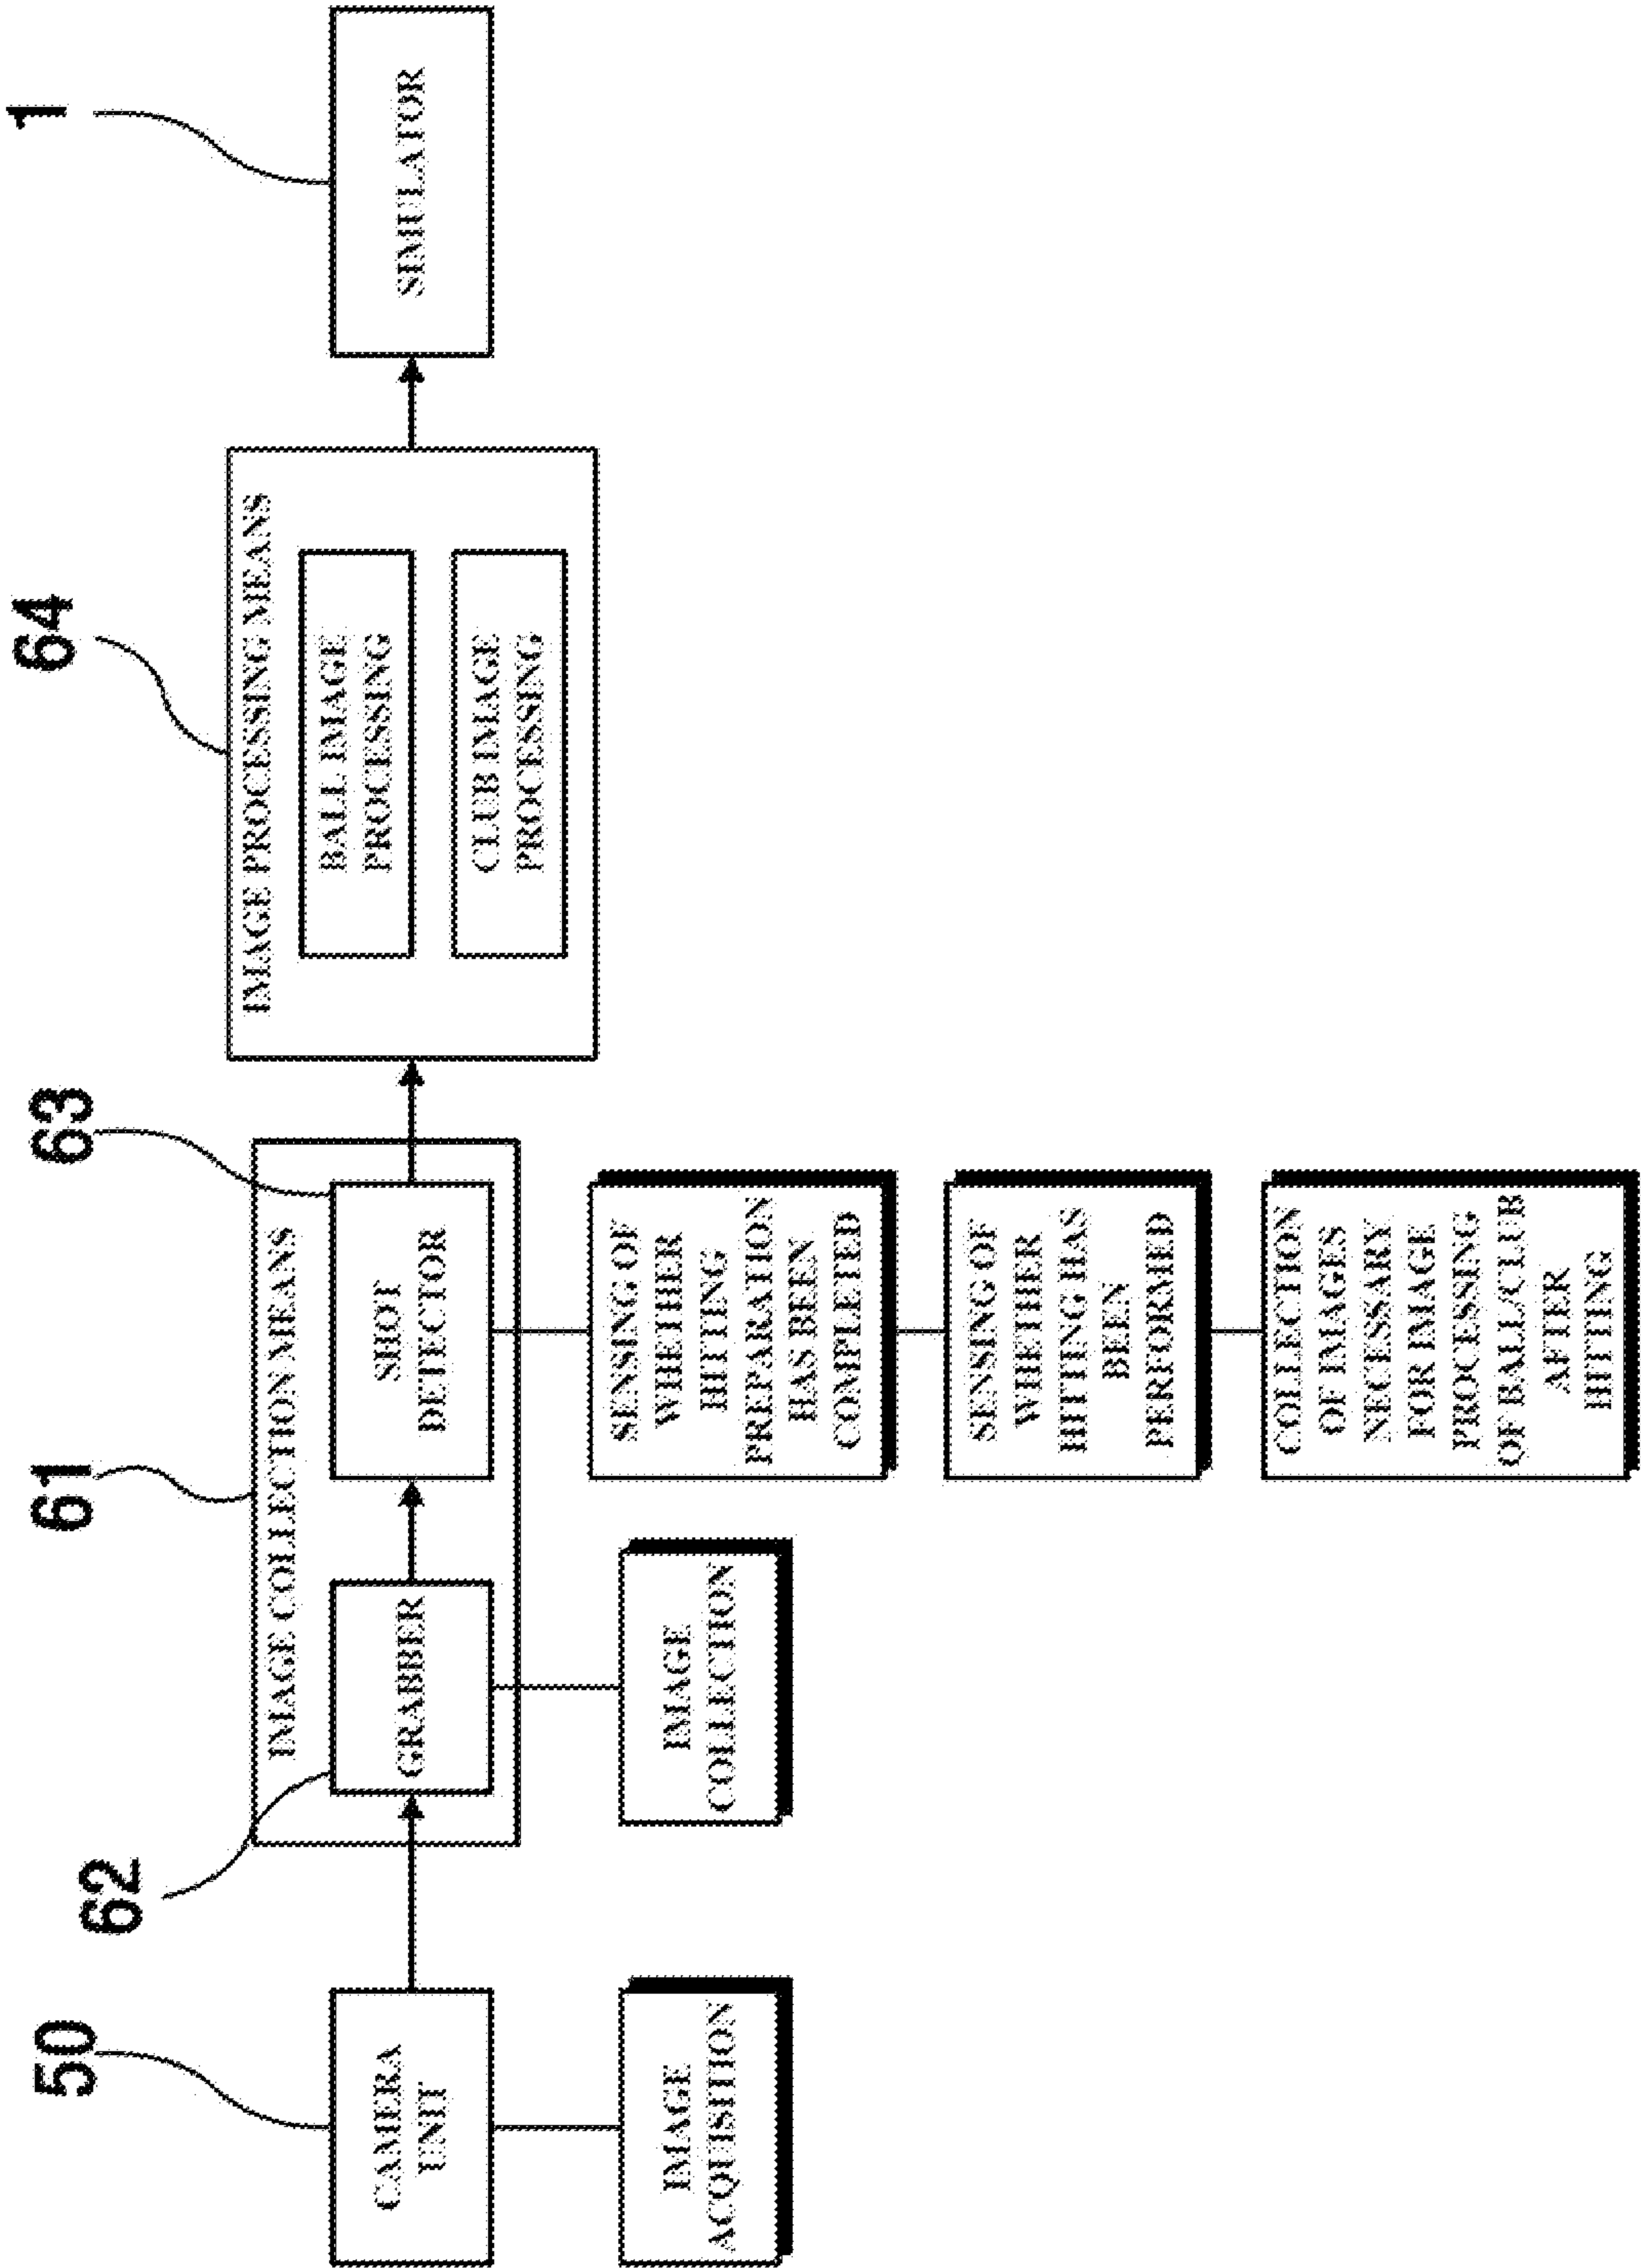 50
CAMERA
UNIT
IMAGE
ACQUISITION
62
61
IMAGE COLLECTION MEANS
GRABBER
IMAGE
COLLECTION
63
SHOT
DETECTOR
SENSING OF
WHETHER
HITTING
PREPARATION
HAS BEEN
COMPLETED
SENSING OF
WHETHER
HITTING HAS
BEEN
PERFORMED
COLLECTION
OF IMAGES
NECESSARY
FOR IMAGE
PROCESSING
OF BALL/CLUB
AFTER
HITTING
64
IMAGE PROCESSING MEANS
BALL IMAGE
PROCESSING
CLUB IMAGE
PROCESSING
1
SIMULATOR